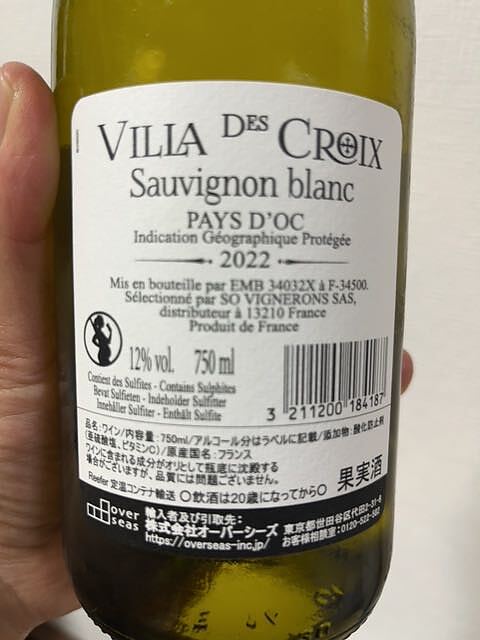 VILLA DES CROIX
Sauvignon blanc
PAYS D'OC
Indication Géographique Protégée
2022
Mis en bouteille par EMB 34032X à F-34500.
Sélectionné par SO VIGNERONS SAS,
distributeur à 13210 France
Produit de France
12% vol. 750 ml
Contient des Sulfites - Contains Sulphites
Bevat Sulfieten - Indeholder Sulfitter
Innehåller Sulfiter - Enthält Sulfite
3 211200 184187
品名:ワイン/内容量:750ml/アルコール分はラベルに記載/添加物:酸化防止剤
(亜硫酸塩、ビタミンC)/原産国名:フランス
ワインに含まれる成分がオリとして瓶底に沈殿する
場合がございますが、品質には問題ございません。
Reefer 定温コンテナ輸送 〇飲酒は20歳になってから〇
果実酒
over
seas
輸入者及び引取先:
株式会社オーバーシーズ 東京都世田谷区代田2-31-8
https://overseas-inc.jp/ お客様相談室:0120-522-582